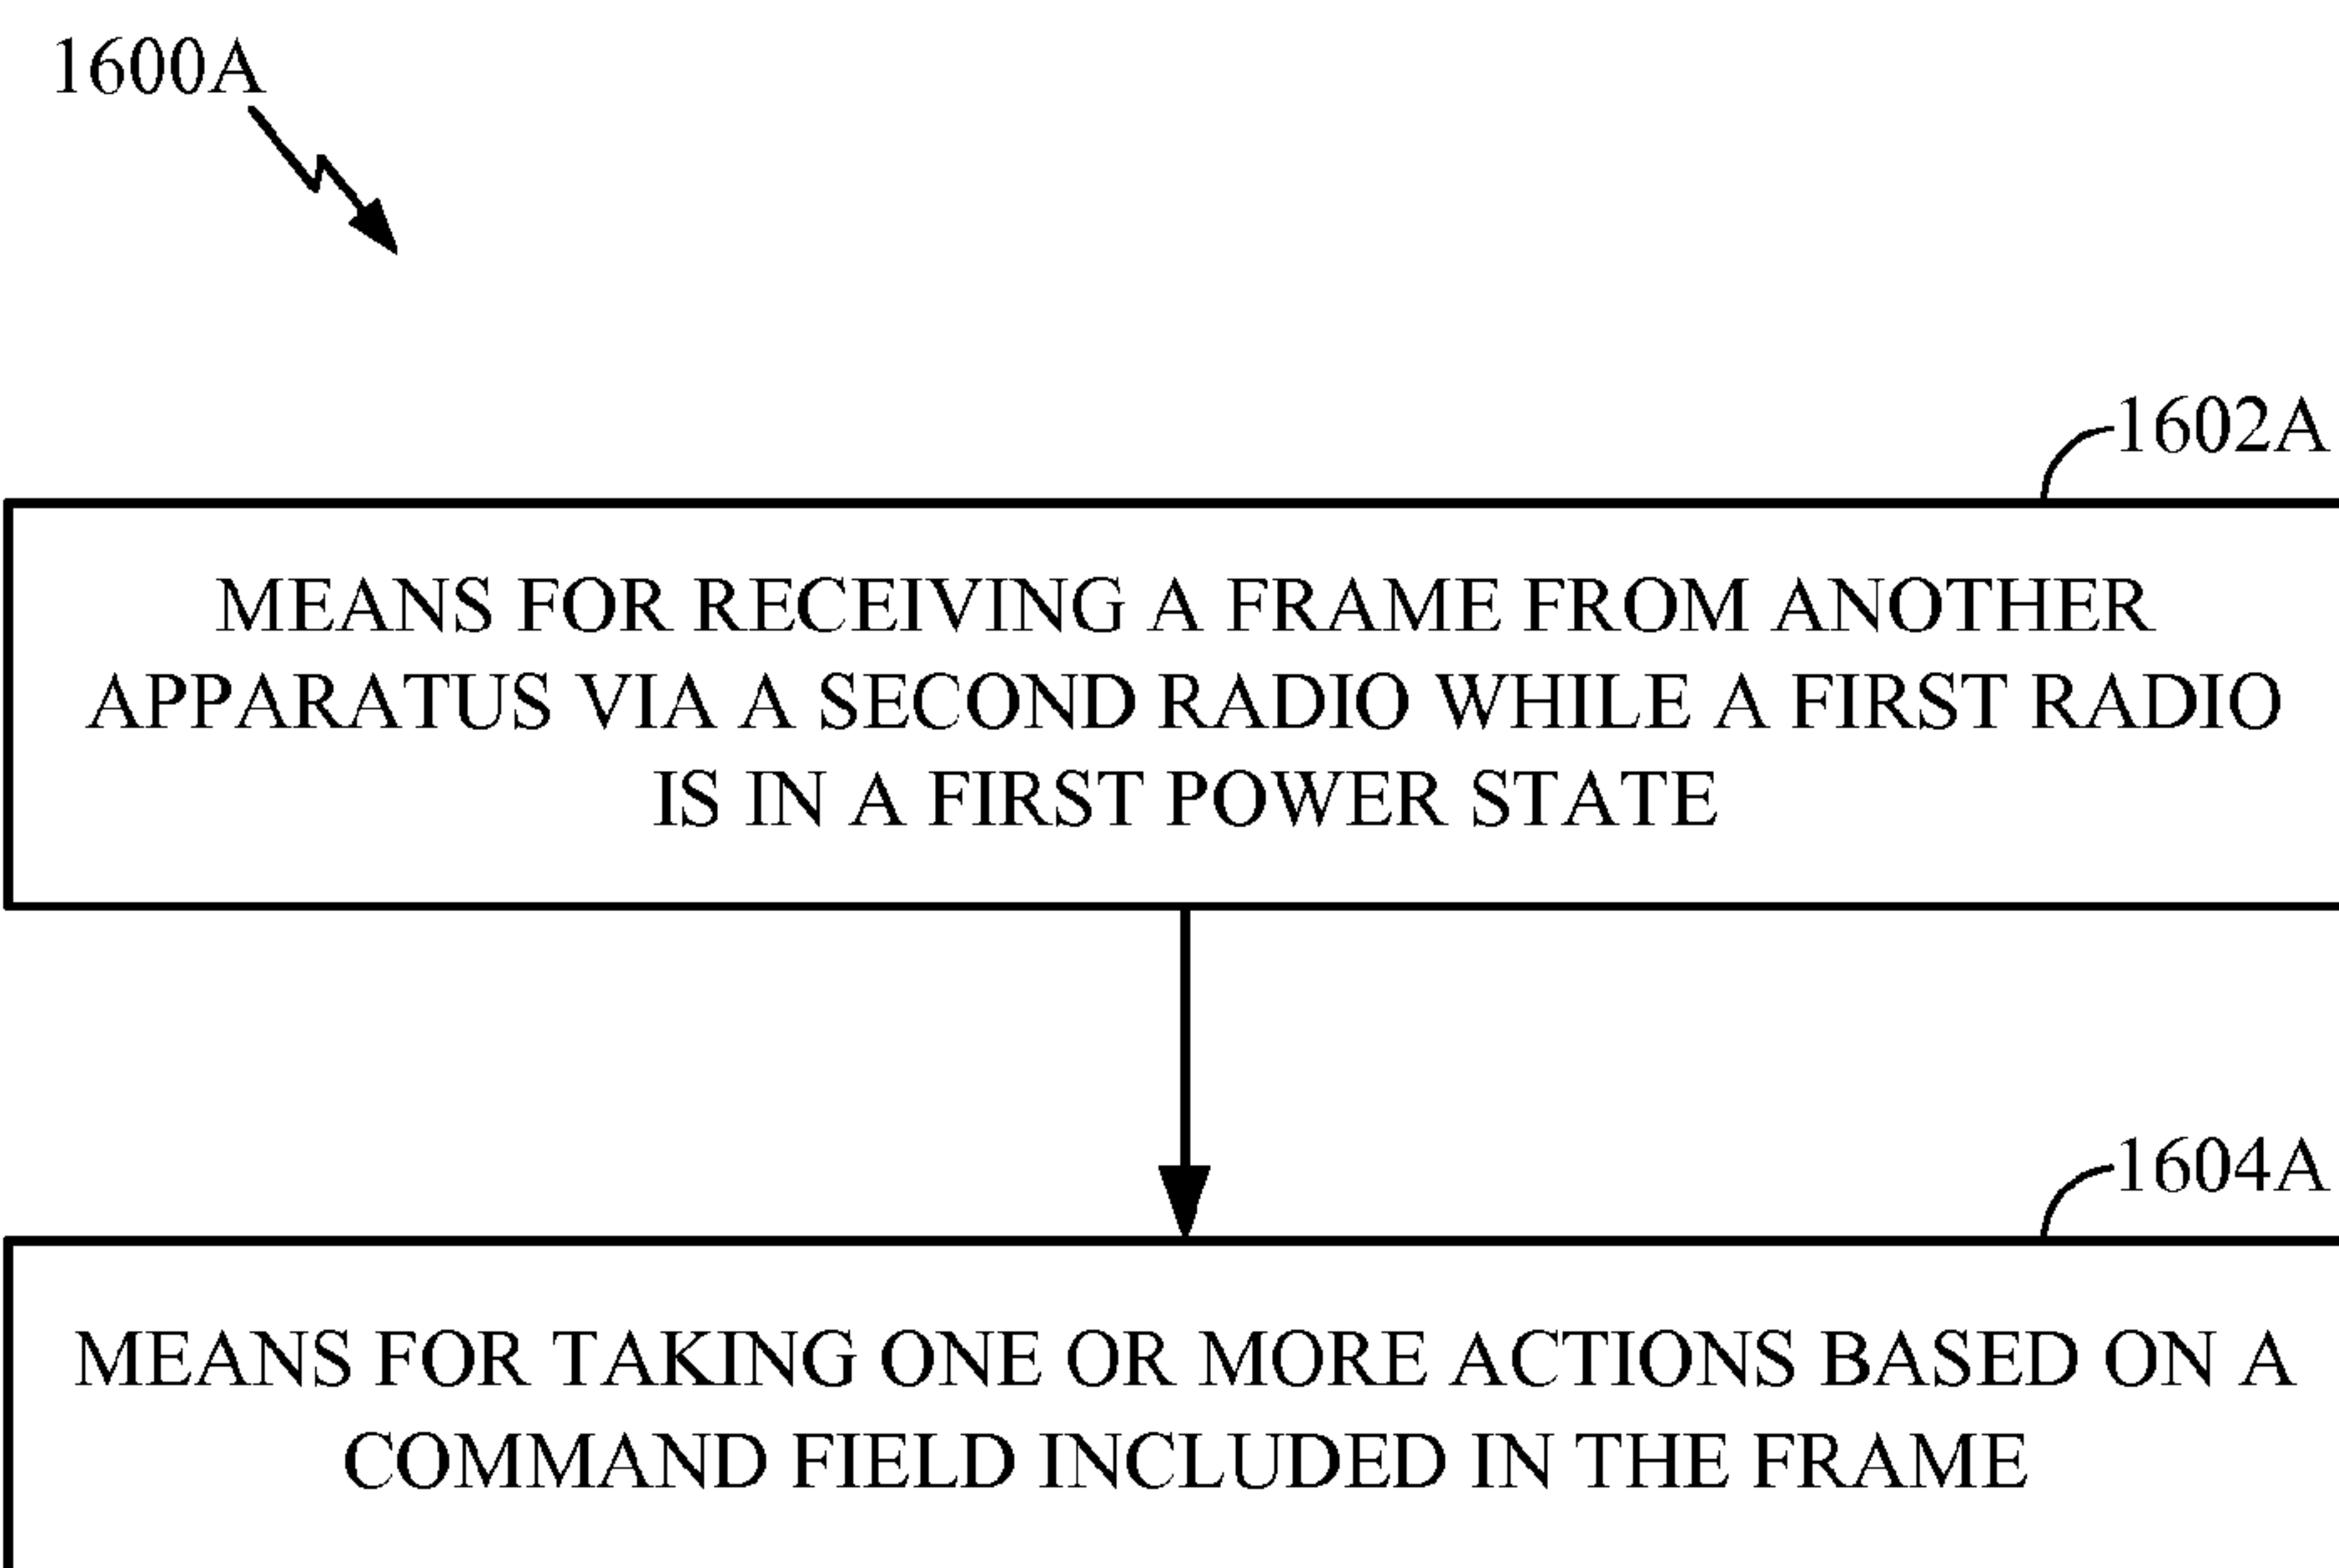 1600A
1602A
MEANS FOR RECEIVING A FRAME FROM ANOTHER
APPARATUS VIA A SECOND RADIO WHILE A FIRST RADIO
IS IN A FIRST POWER STATE
1604A
MEANS FOR TAKING ONE OR MORE ACTIONS BASED ON A
COMMAND FIELD INCLUDED IN THE FRAME